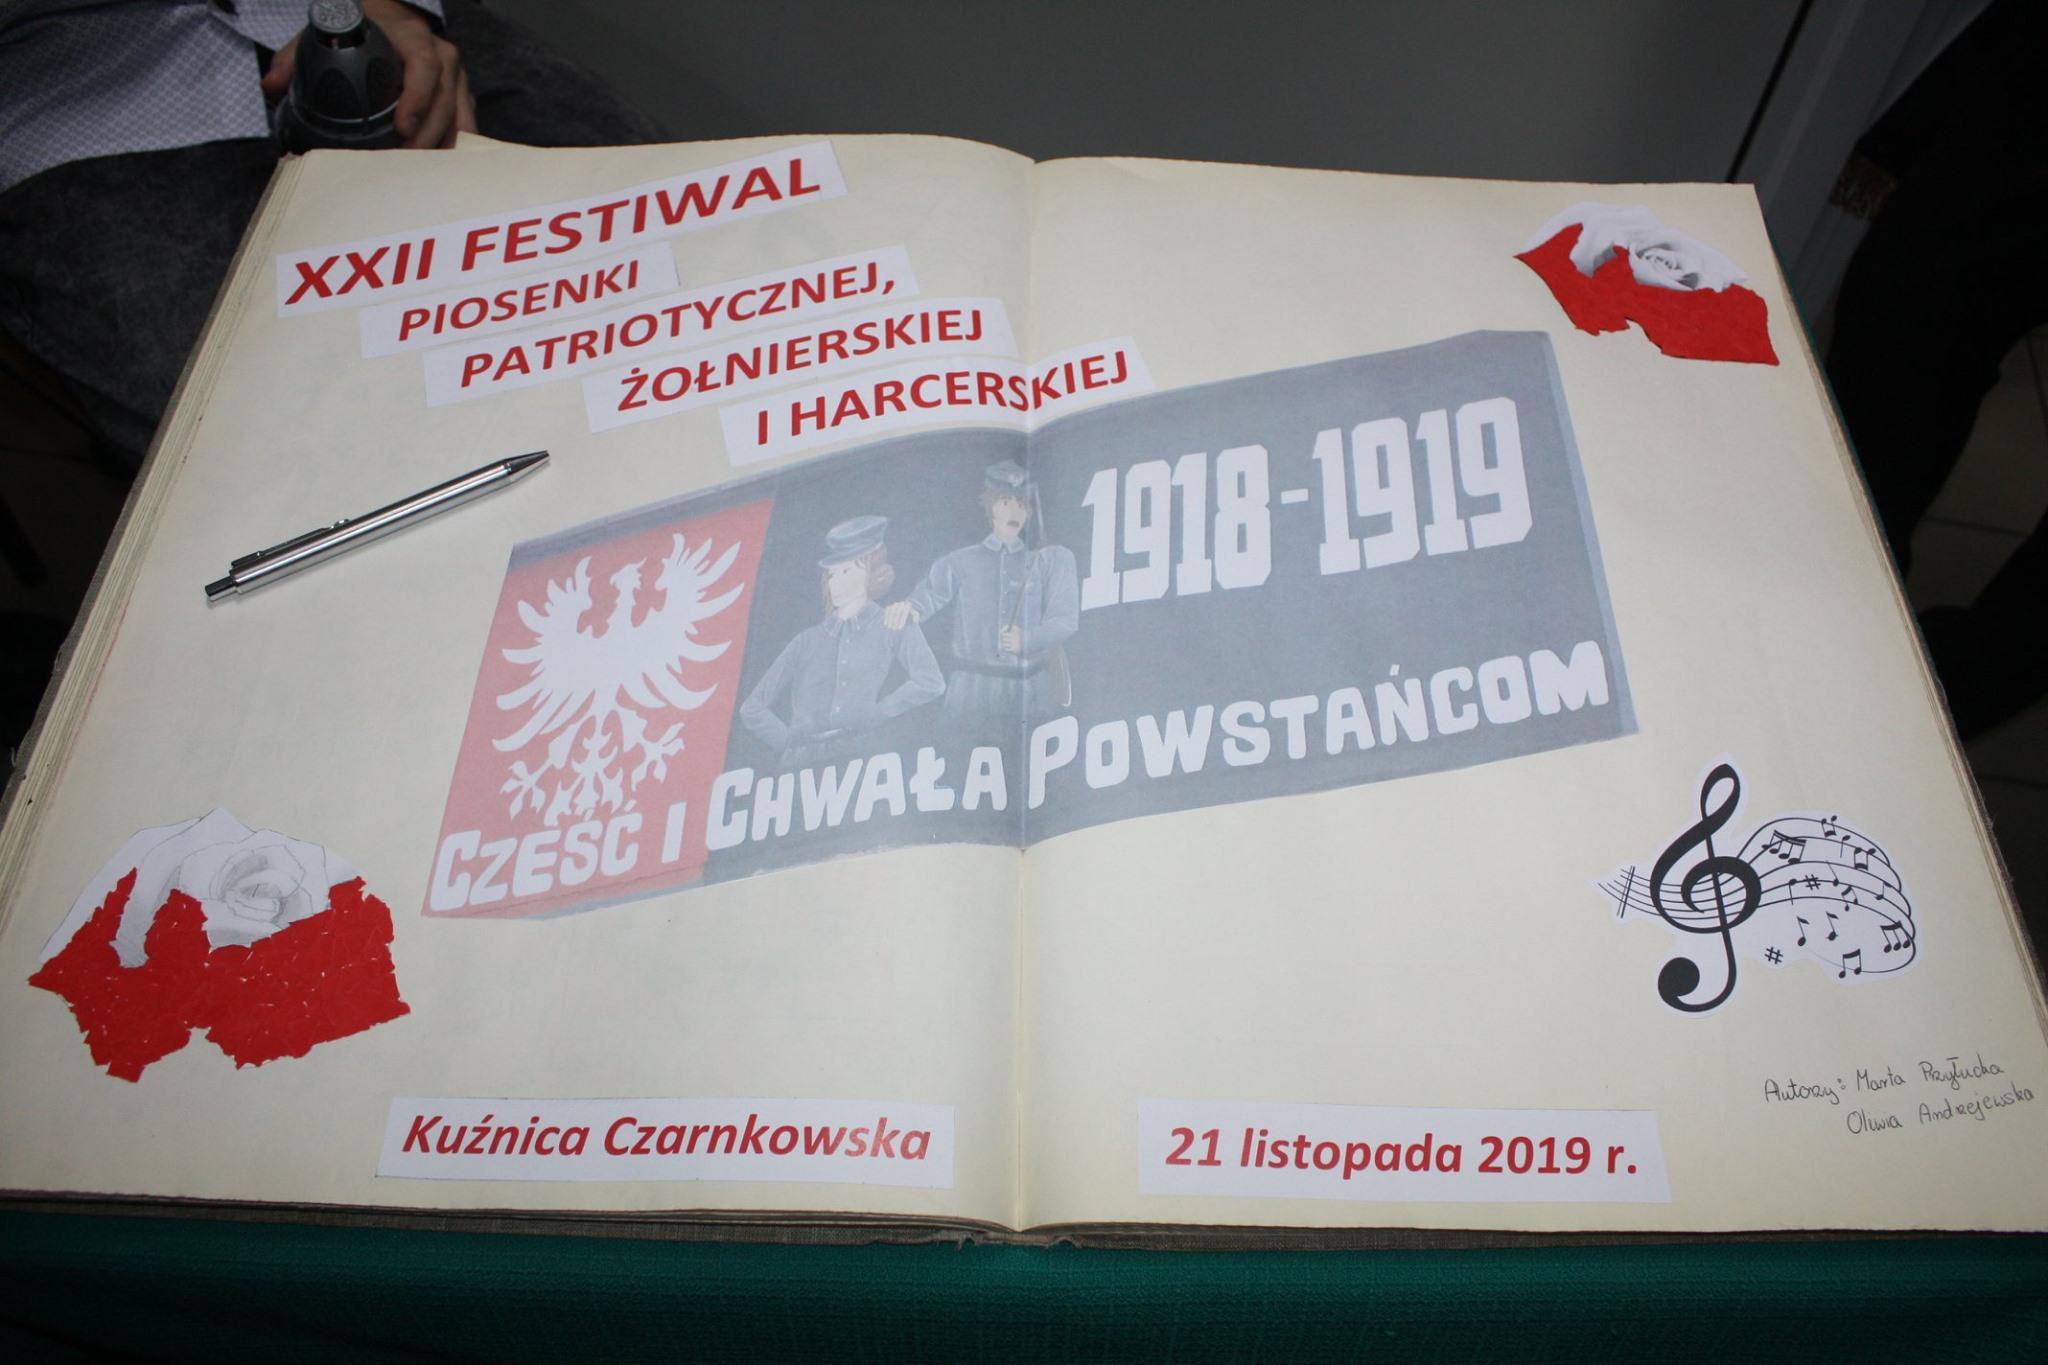 XXII FESTIWAL
PIOSENKI
PATRIOTYCZNEJ,
ŻOŁNIERSKIEJ
I HARCERSKIEJ
1918-1919
CZEŚĆ I CHWAŁA POWSTAŃCOM
Kuźnica Czarnkowska
21 listopada 2019 r.
Autorzy: Marta Przyłucka
Oliwia Andrzejewska